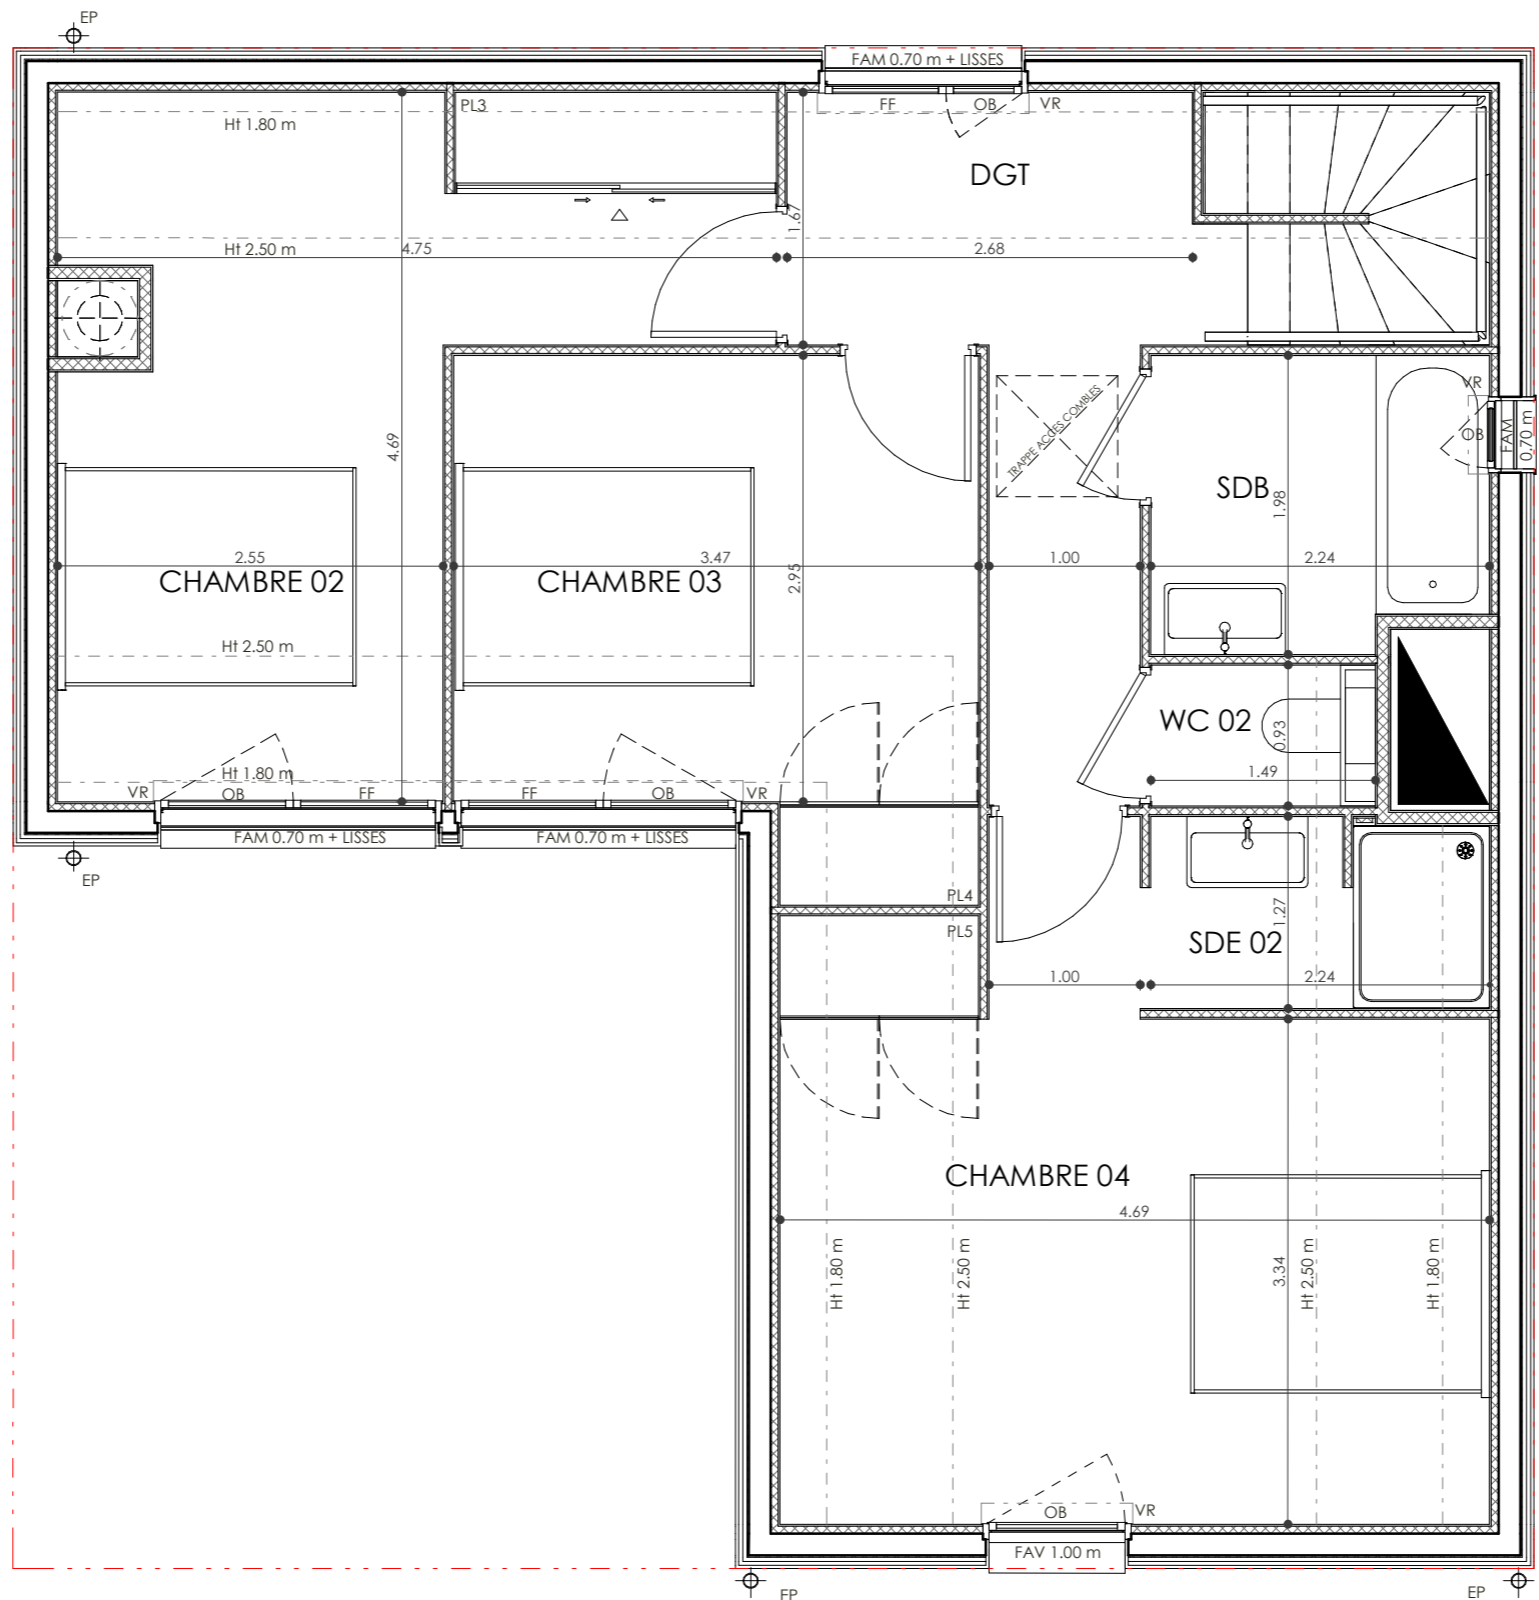 EP
FAM 0.70 m + LISSES
PL3
FF
OB
VR
Ht 1.80 m
DGT
1.67
Ht 2.50 m
4.75
2.68
VR
TRAPPE ACCES COMBLES
OB
FAM
0.70 m
4.69
SDB
1.98
2.55
3.47
2.95
1.00
2.24
CHAMBRE 02
CHAMBRE 03
Ht 2.50 m
WC 02
0.93
Ht 1.80 m
1.49
VR
OB
FF
FF
OB
VR
FAM 0.70 m + LISSES
FAM 0.70 m + LISSES
EP
PL4
PL5
1.27
SDE 02
1.00
2.24
CHAMBRE 04
4.69
Ht 1.80 m
Ht 2.50 m
3.34
Ht 2.50 m
Ht 1.80 m
OB
VR
FAV 1.00 m
EP
EP